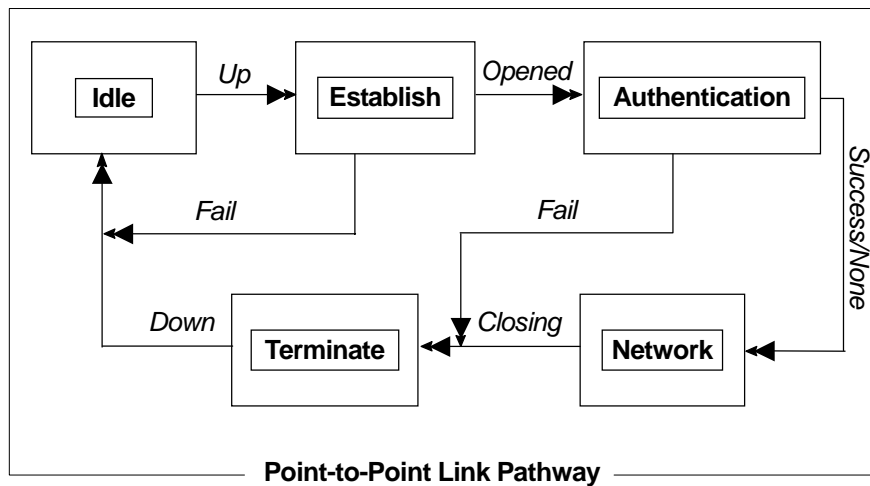 Idle
Up
Establish
Opened
Authentication
Success/None
Fail
Fail
Down
Terminate
Closing
Network
Point-to-Point Link Pathway